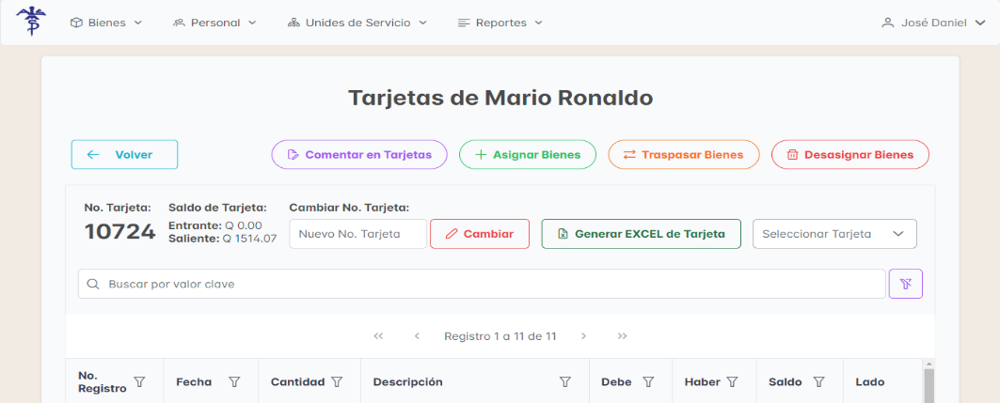 Bienes
Personal
Unides de Servicio
Reportes
José Daniel
Tarjetas de Mario Ronaldo
Volver
Comentar en Tarjetas
Asignar Bienes
Traspasar Bienes
Desasignar Bienes
No. Tarjeta:
10724
Saldo de Tarjeta:
Entrante: Q 0.00
Saliente: Q 1514.07
Cambiar No. Tarjeta:
Nuevo No. Tarjeta
Cambiar
Generar EXCEL de Tarjeta
Seleccionar Tarjeta
Buscar por valor clave
Registro 1 a 11 de 11
No.
Registro
Fecha
Cantidad
Descripción
Debe
Haber
Saldo
Lado